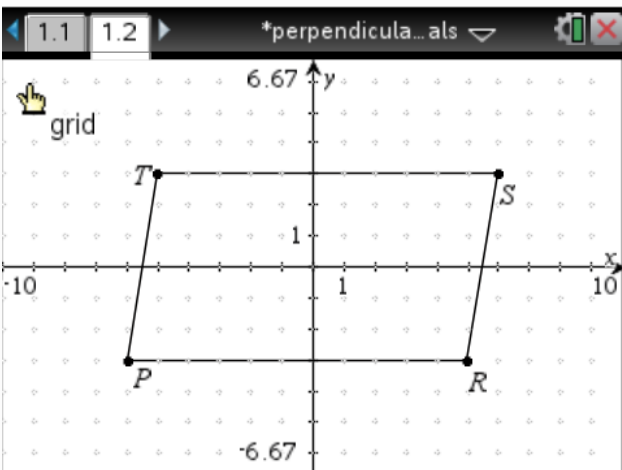 1.1 1.2 *perpendicula…als
6.67 y
grid
T
S
1
x
-10 1 10
P R
-6.67